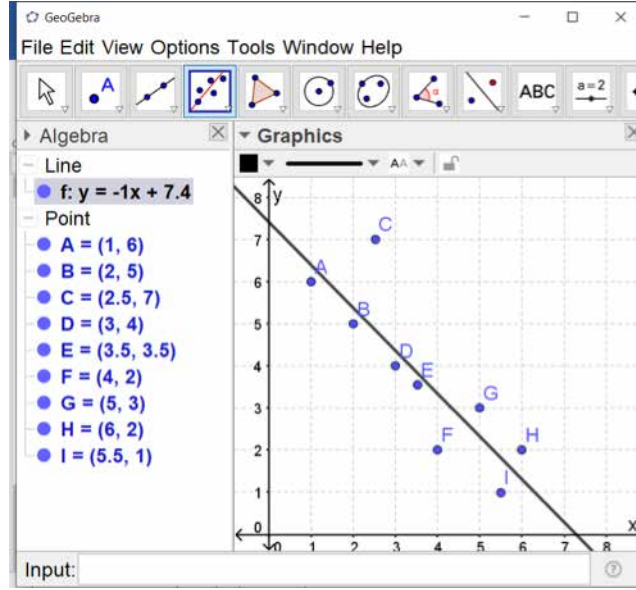 GeoGebra
File Edit View Options Tools Window Help
A
ABC
a=2
Algebra
Graphics
Line
f: y = -1x + 7.4
Point
A = (1, 6)
B = (2, 5)
C = (2.5, 7)
D = (3, 4)
E = (3.5, 3.5)
F = (4, 2)
G = (5, 3)
H = (6, 2)
I = (5.5, 1)
AA
y
8
7
6
5
4
3
2
1
0
0 1 2 3 4 5 6 7 8
x
A
B
C
D
E
F
G
H
I
Input: